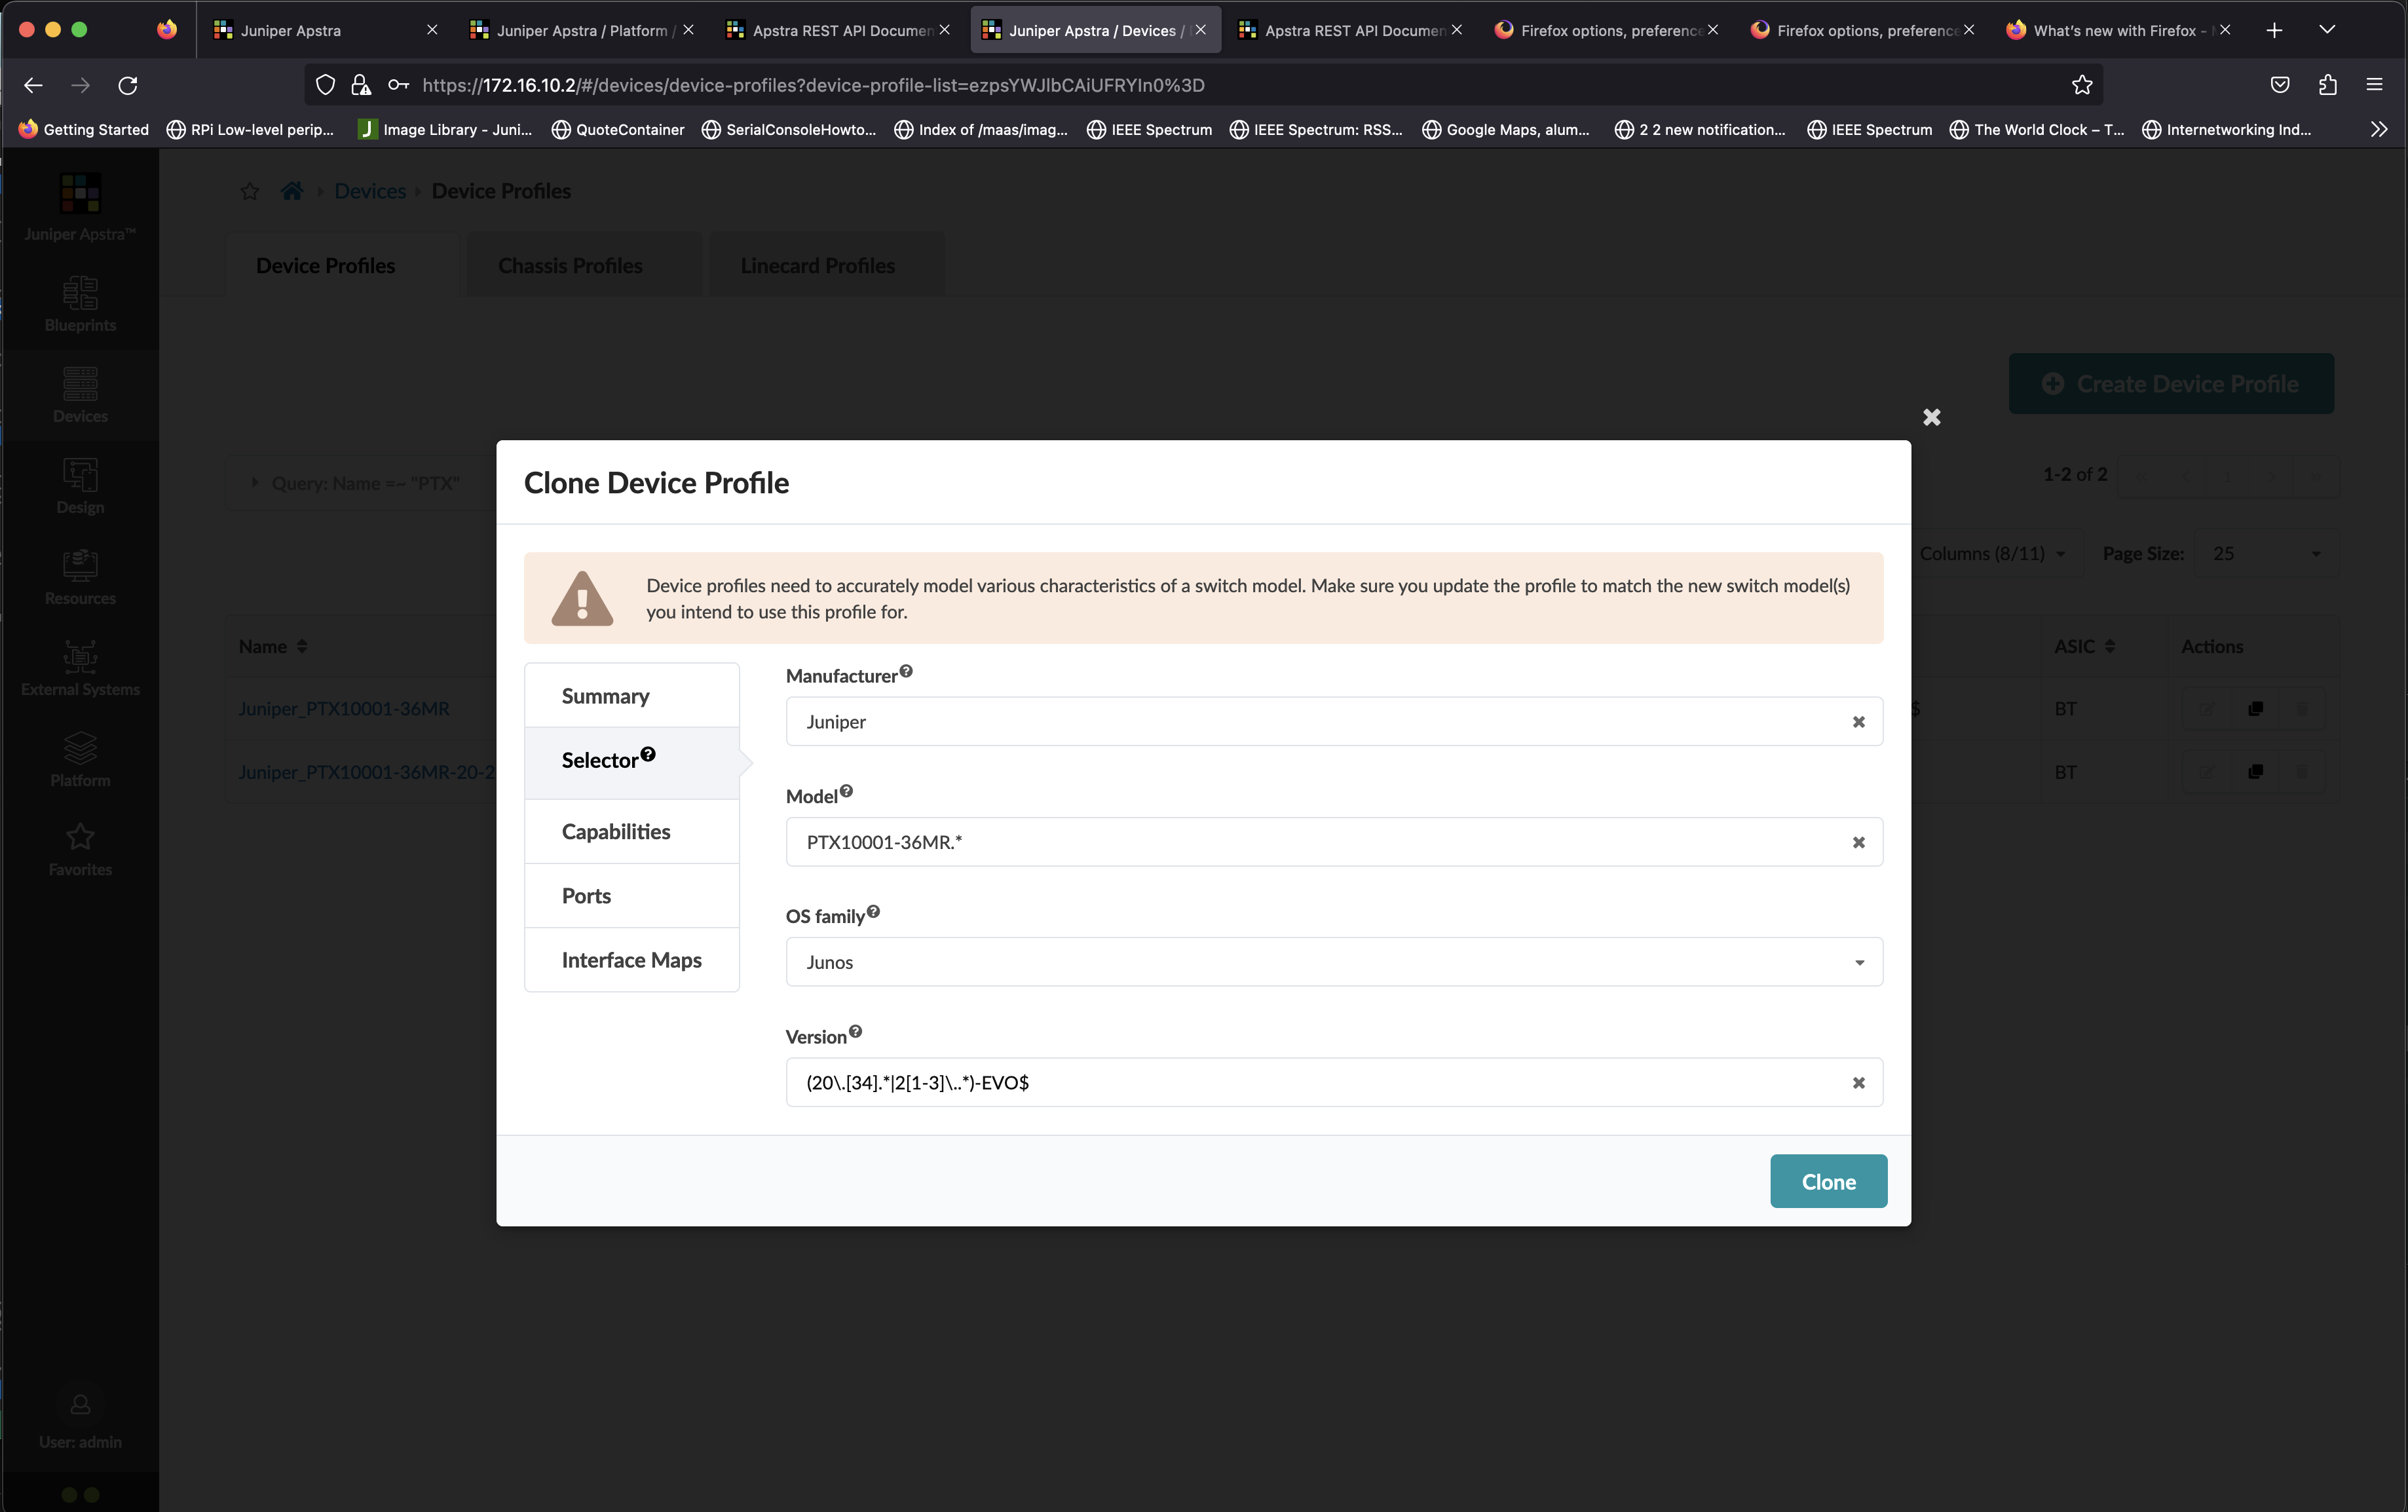 Juniper Apstra
Juniper Apstra / Platform /
Apstra REST API Documen
Juniper Apstra / Devices /
Apstra REST API Documen
Firefox options, preference
Firefox options, preference
What's new with Firefox -
https://172.16.10.2/#/devices/device-profiles?device-profile-list=ezpsYWJlbCAiUFRYIn0%3D
Getting Started
RPi Low-level perip...
Image Library - Juni...
QuoteContainer
SerialConsoleHowto...
Index of /maas/imag...
IEEE Spectrum
IEEE Spectrum: RSS...
Google Maps, alum...
2 2 new notification...
IEEE Spectrum
The World Clock – T...
Internetworking Ind...
Juniper Apstra™
Blueprints
Devices
Design
Resources
External Systems
Platform
Favorites
User: admin
Devices
Device Profiles
Device Profiles
Chassis Profiles
Linecard Profiles
Create Device Profile
Query: Name =~ "PTX"
1-2 of 2
Columns (8/11)
Page Size:
25
Name
ASIC
Actions
Juniper_PTX10001-36MR
$
BT
Juniper_PTX10001-36MR-20-2
BT
Clone Device Profile
Device profiles need to accurately model various characteristics of a switch model. Make sure you update the profile to match the new switch model(s)
you intend to use this profile for.
Summary
Selector
Capabilities
Ports
Interface Maps
Manufacturer
Juniper
Model
PTX10001-36MR.*
OS family
Junos
Version
(20\.[34].*|2[1-3]\..*)-EVO$
Clone